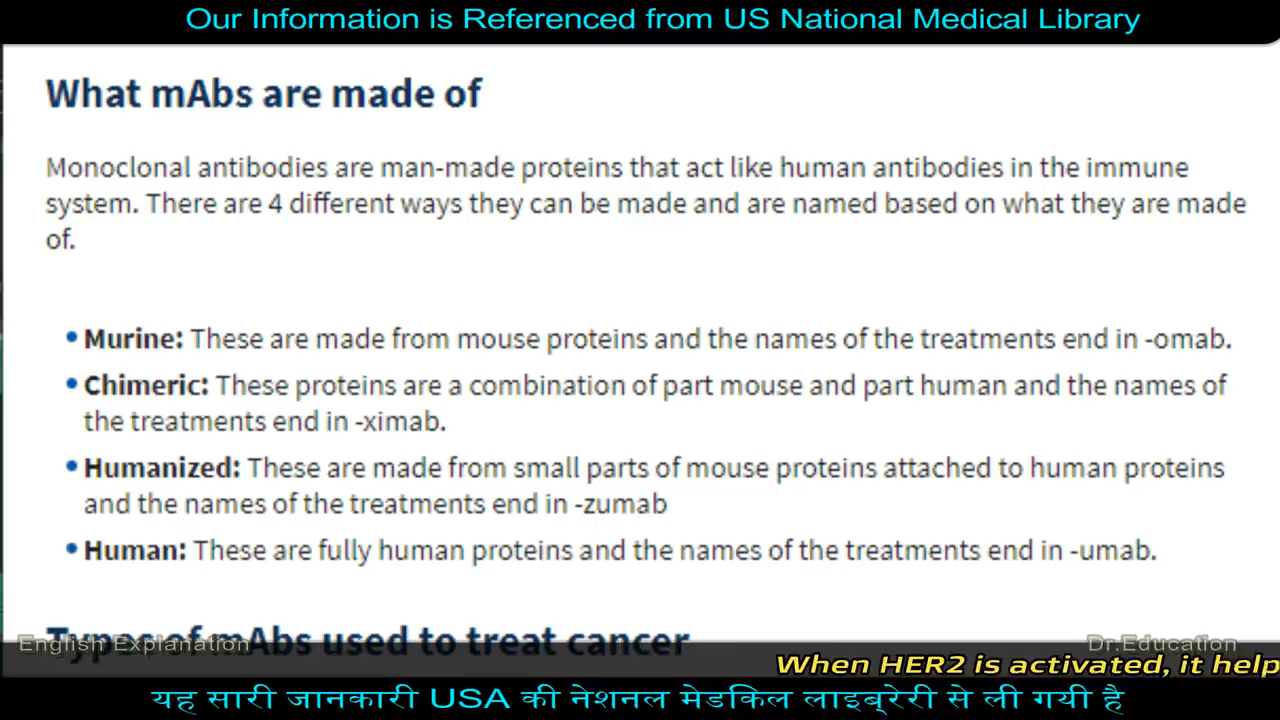 Our Information is Referenced from US National Medical Library
What mAbs are made of
Monoclonal antibodies are man-made proteins that act like human antibodies in the immune
system. There are 4 different ways they can be made and are named based on what they are made
of.
• Murine: These are made from mouse proteins and the names of the treatments end in -omab.
• Chimeric: These proteins are a combination of part mouse and part human and the names of
the treatments end in -ximab.
• Humanized: These are made from small parts of mouse proteins attached to human proteins
and the names of the treatments end in -zumab
• Human: These are fully human proteins and the names of the treatments end in -umab.
Types of mAbs used to treat cancer
English Explanation
Dr.Education
When HER2 is activated, it help
यह सारी जानकारी USA की नेशनल मेडिकल लाइब्रेरी से ली गयी है